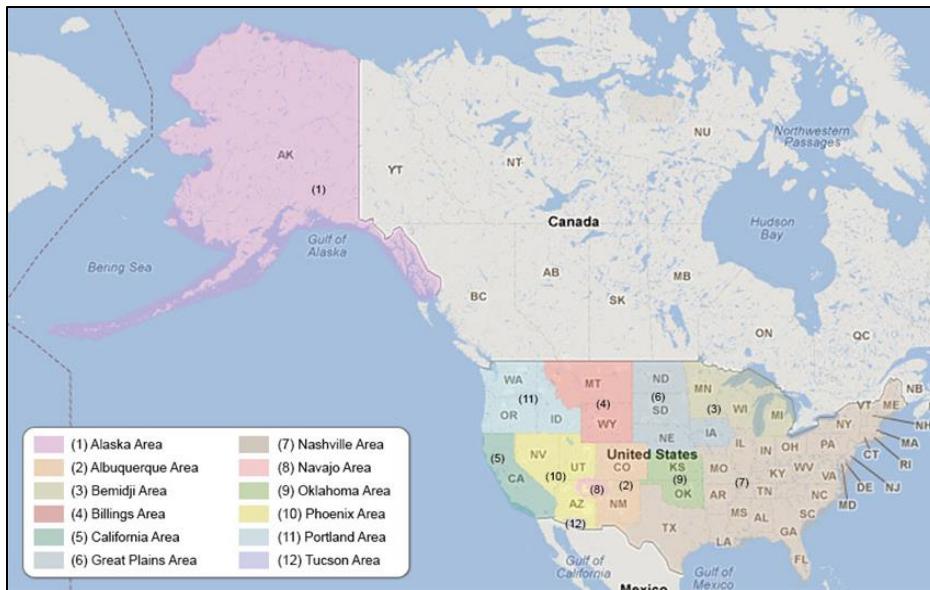 AK
(1)
YT
NT
NU
Northwestern
Passages
Canada
Hudson
Bay
Gulf of
Alaska
Bering Sea
BC
AB
SK
MB
ON
QC
NB
WA
(11)
OR
ID
MT
(4)
WY
ND
(6)
SD
NE
IA
MN
(3)
WI
MI
VT
ME
NH
NY
MA
CT
RI
PA
NJ
DE
MD
(5)
CA
NV
UT
(10)
AZ
(8)
(12)
CO
(2)
NM
United States
KS
(9)
OK
TX
MO
AR
LA
IL
IN
OH
KY
WV
VA
(7)
TN
NC
MS
AL
GA
SC
FL
Gulf of
California
Mexico
Gulf of
Mexico
(1) Alaska Area
(2) Albuquerque Area
(3) Bemidji Area
(4) Billings Area
(5) California Area
(6) Great Plains Area
(7) Nashville Area
(8) Navajo Area
(9) Oklahoma Area
(10) Phoenix Area
(11) Portland Area
(12) Tucson Area